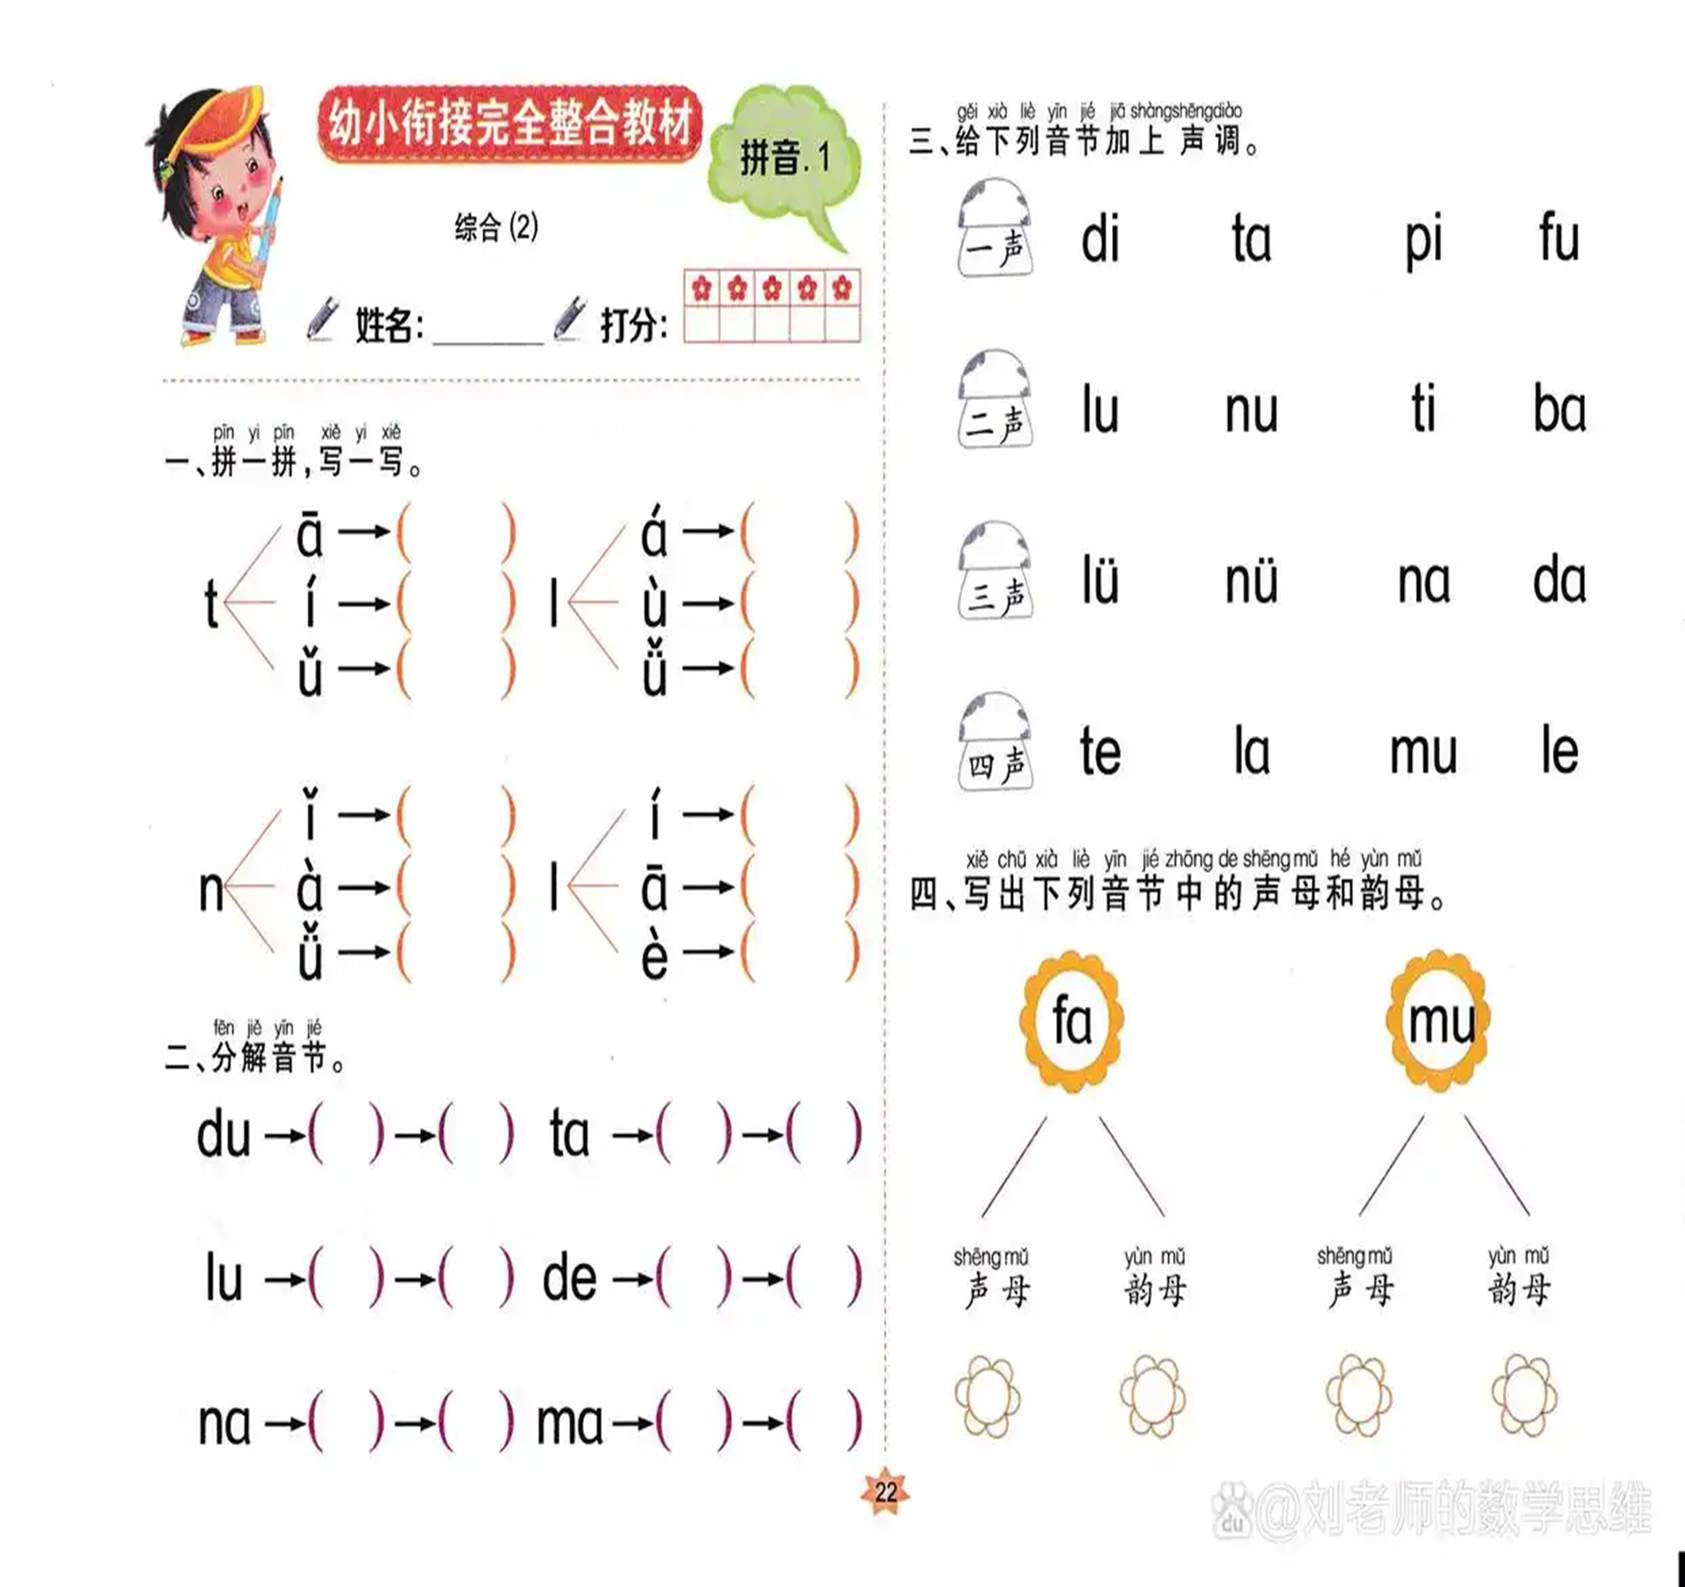 幼小衔接完全整合教材
拼音.1
综合(2)
姓名:______ 打分:
pīn yi pīn xiě yi xiě
一、拼一拼,写一写。
t
ā→( )
í→( )
ǔ→( )
l
á→( )
ù→( )
ǚ→( )
n
ǐ→( )
à→( )
ǚ→( )
l
í→( )
ā→( )
è→( )
fēn jiě yīn jié
二、分解音节。
du→( )→( ) ta→( )→( )
lu→( )→( ) de→( )→( )
na→( )→( ) ma→( )→( )
gěi xià liè yīn jié jiā shàngshēngdiào
三、给下列音节加上声调。
一声 di ta pi fu
二声 lu nu ti ba
三声 lü nü na da
四声 te la mu le
xiě chū xià liè yīn jié zhōng de shēng mǔ hé yùn mǔ
四、写出下列音节中的声母和韵母。
fa mu
shēng mǔ yùn mǔ shēng mǔ yùn mǔ
声母 韵母 声母 韵母
22
du @刘老师的数学思维